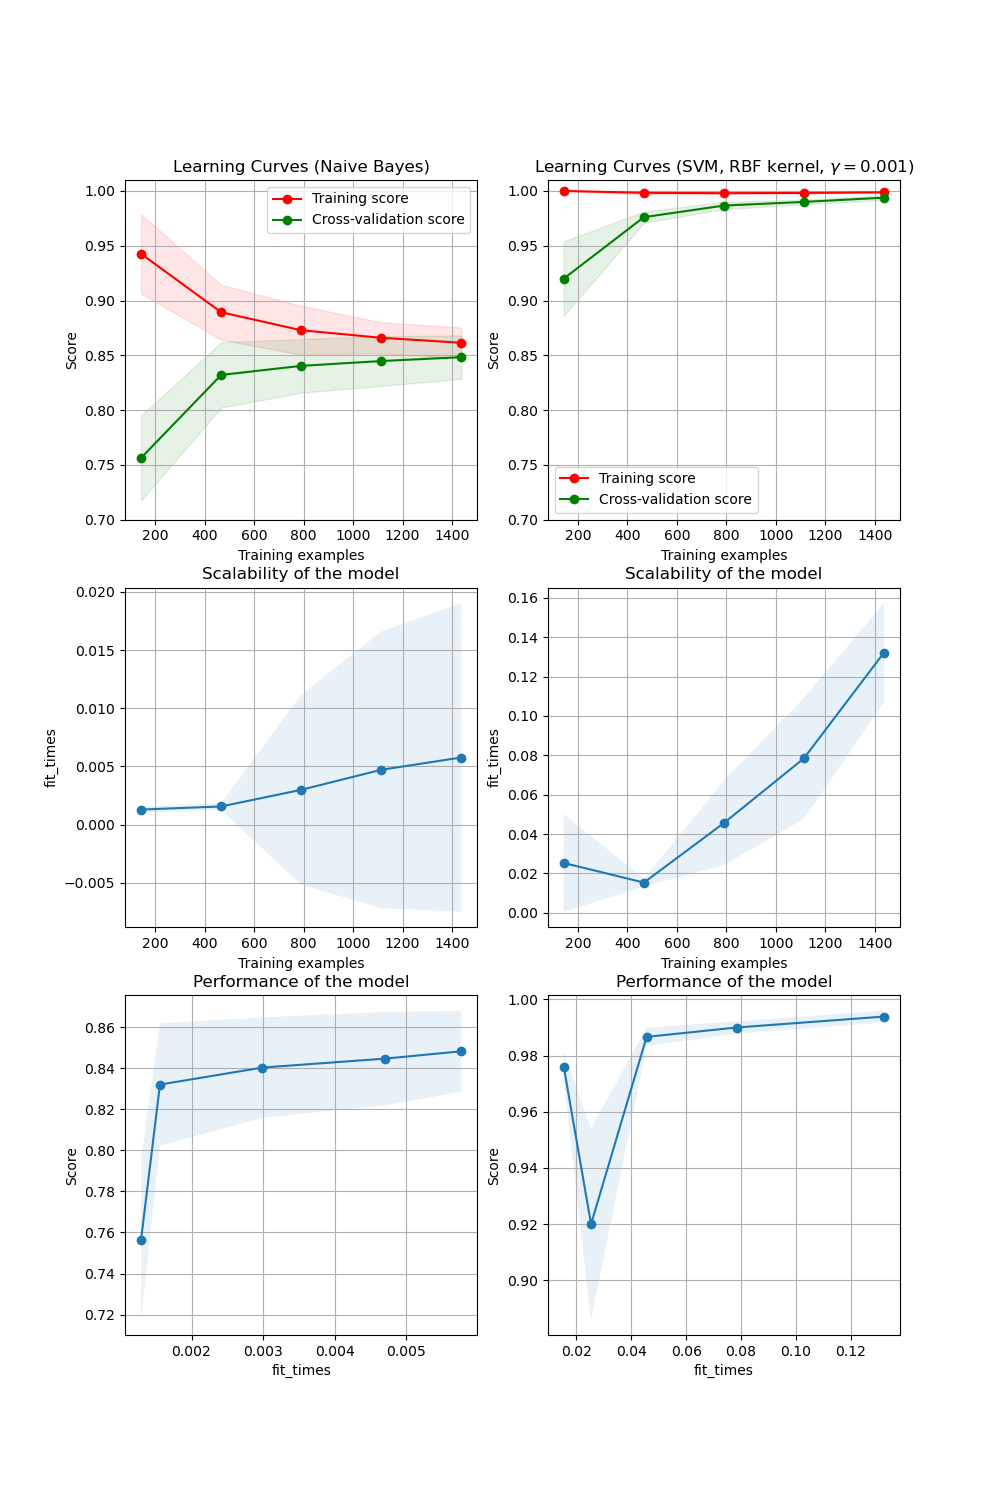 Learning Curves (Naive Bayes)
1.00
0.95
0.90
0.85
0.80
0.75
0.70
Score
Training score
Cross-validation score
200 400 600 800 1000 1200 1400
Training examples
Learning Curves (SVM, RBF kernel, γ = 0.001)
1.00
0.95
0.90
0.85
0.80
0.75
0.70
Score
Training score
Cross-validation score
200 400 600 800 1000 1200 1400
Training examples
Scalability of the model
0.020
0.015
0.010
0.005
0.000
−0.005
fit_times
200 400 600 800 1000 1200 1400
Training examples
Scalability of the model
0.16
0.14
0.12
0.10
0.08
0.06
0.04
0.02
0.00
fit_times
200 400 600 800 1000 1200 1400
Training examples
Performance of the model
0.86
0.84
0.82
0.80
0.78
0.76
0.74
0.72
Score
0.002 0.003 0.004 0.005
fit_times
Performance of the model
1.00
0.98
0.96
0.94
0.92
0.90
Score
0.02 0.04 0.06 0.08 0.10 0.12
fit_times